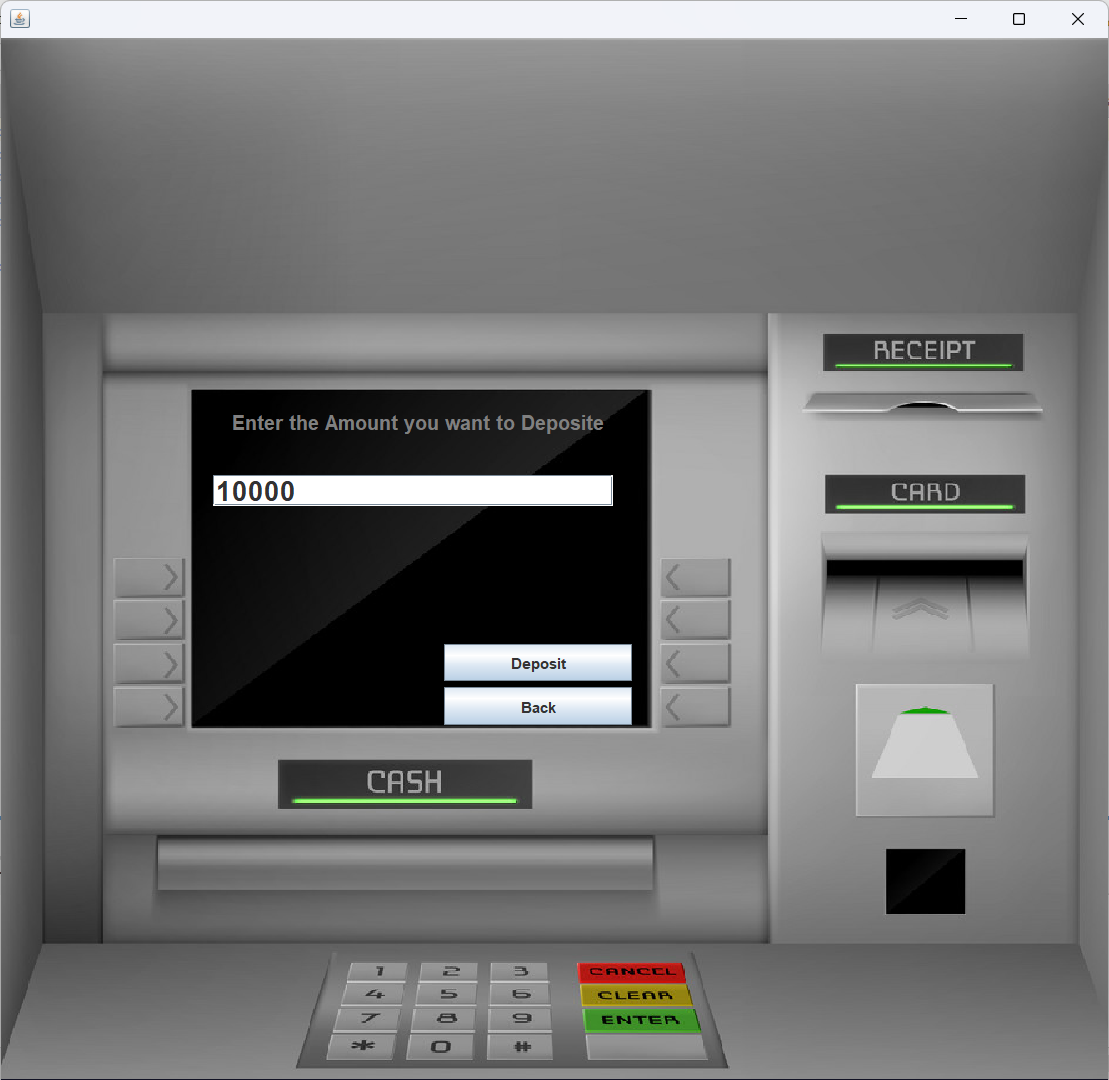 RECEIPT
Enter the Amount you want to Deposite
10000
CARD
Deposit
Back
CASH
1 2 3 CANCEL
4 5 6 CLEAR
7 8 9 ENTER
* 0 #